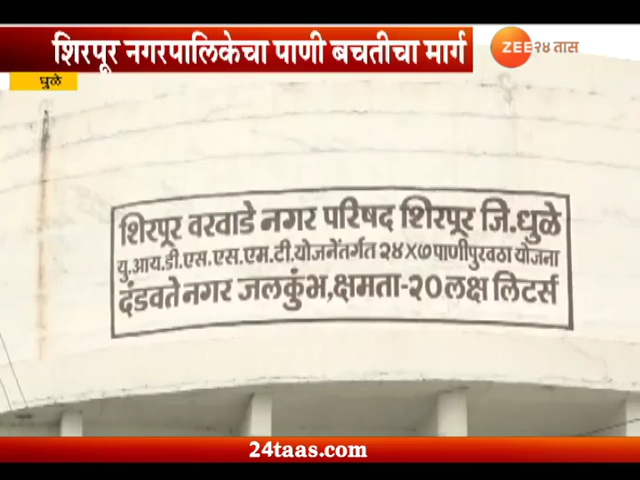 शिरपूर नगरपालिकेचा पाणी बचतीचा मार्ग
ZEE २४ तास
धुळे
शिरपूर वरवाडे नगर परिषद शिरपूर जि.धुळे
यु.आय.डी.एस.एस.एम.टी.योजनेंतर्गत २४X७ पाणीपुरवठा योजना
दंडवते नगर जलकुंभ,क्षमता-२० लक्ष लिटर्स
24taas.com